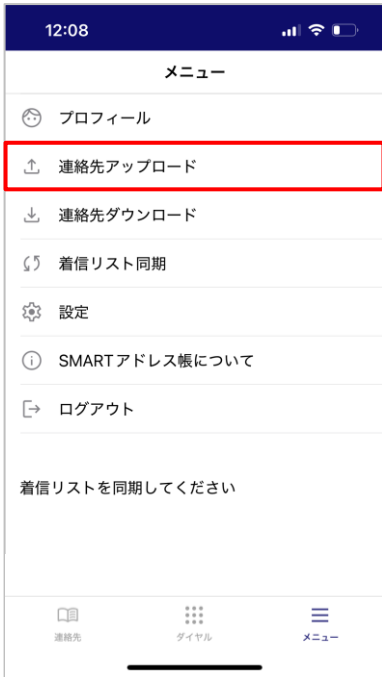 12:08
メニュー
プロフィール
連絡先アップロード
連絡先ダウンロード
着信リスト同期
設定
SMARTアドレス帳について
ログアウト
着信リストを同期してください
連絡先
ダイヤル
メニュー